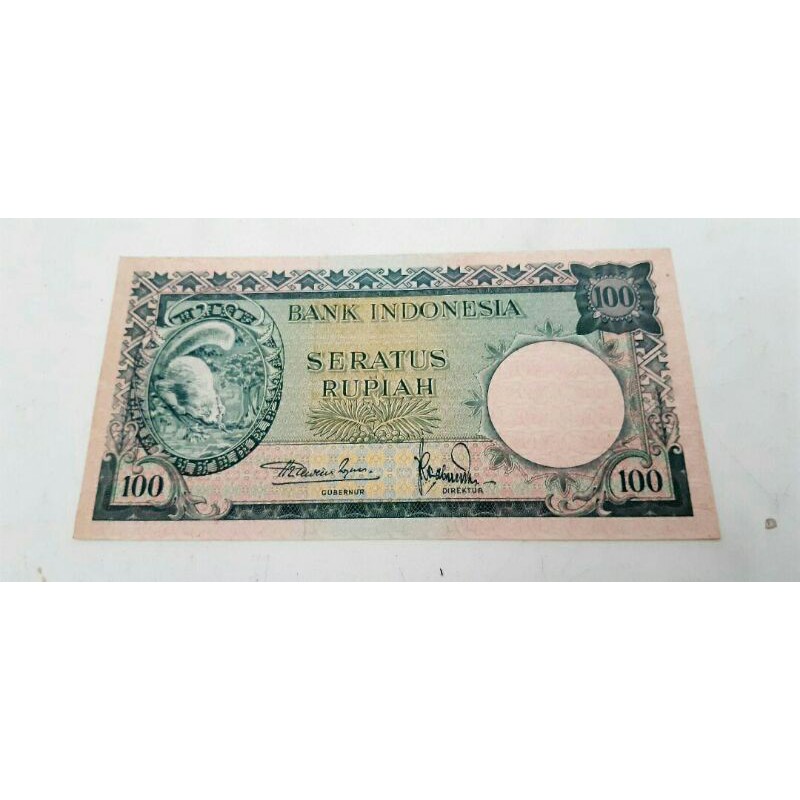 100
BANK INDONESIA
SERATUS
RUPIAH
GUBERNUR
DIREKTUR
100
100